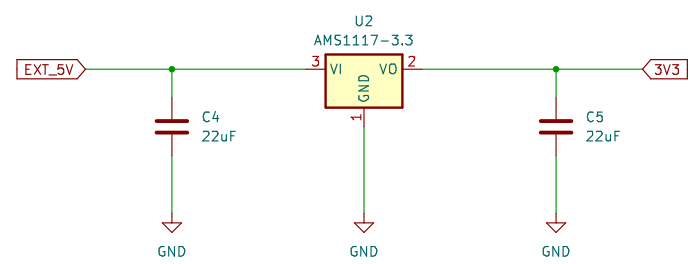 U2
AMS1117-3.3
EXT_5V
3
VI
VO
2
3V3
GND
1
C4
22uF
C5
22uF
GND
GND
GND